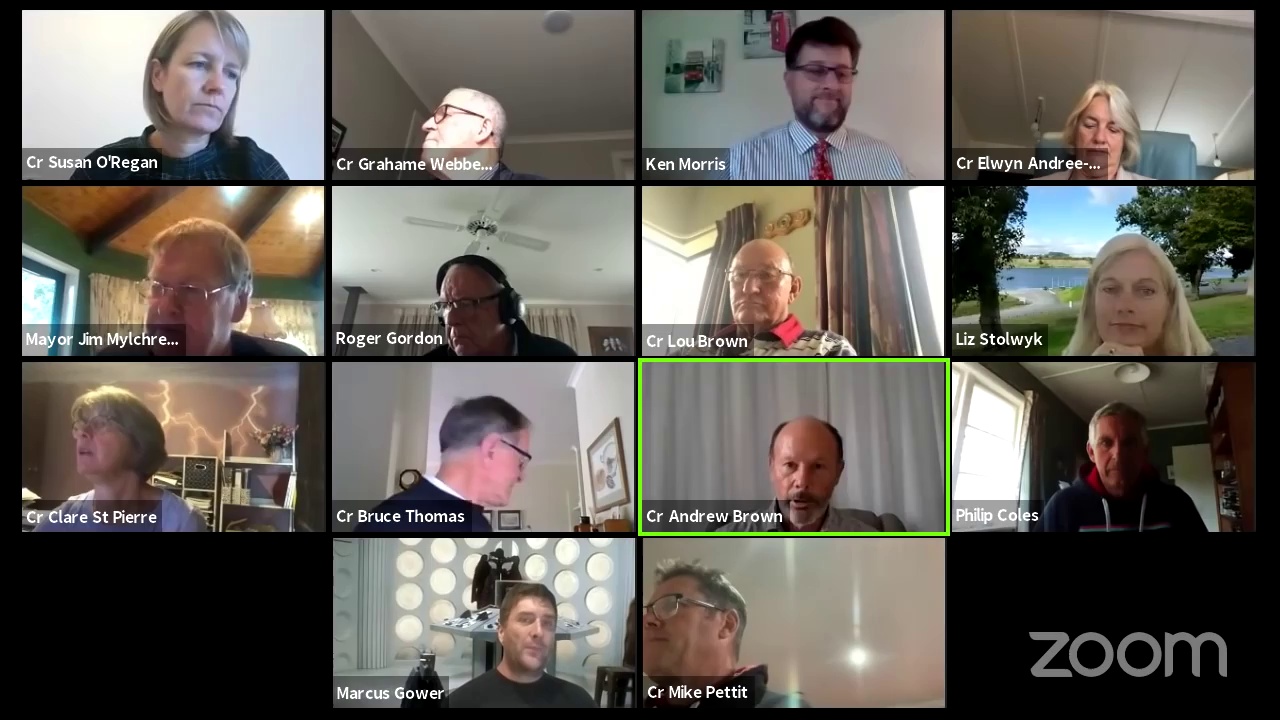 Cr Susan O'Regan
Cr Grahame Webbe...
Ken Morris
Cr Elwyn Andree-...
Mayor Jim Mylchre...
Roger Gordon
Cr Lou Brown
Liz Stolwyk
Cr Clare St Pierre
Cr Bruce Thomas
Cr Andrew Brown
Philip Coles
Marcus Gower
Cr Mike Pettit
zoom